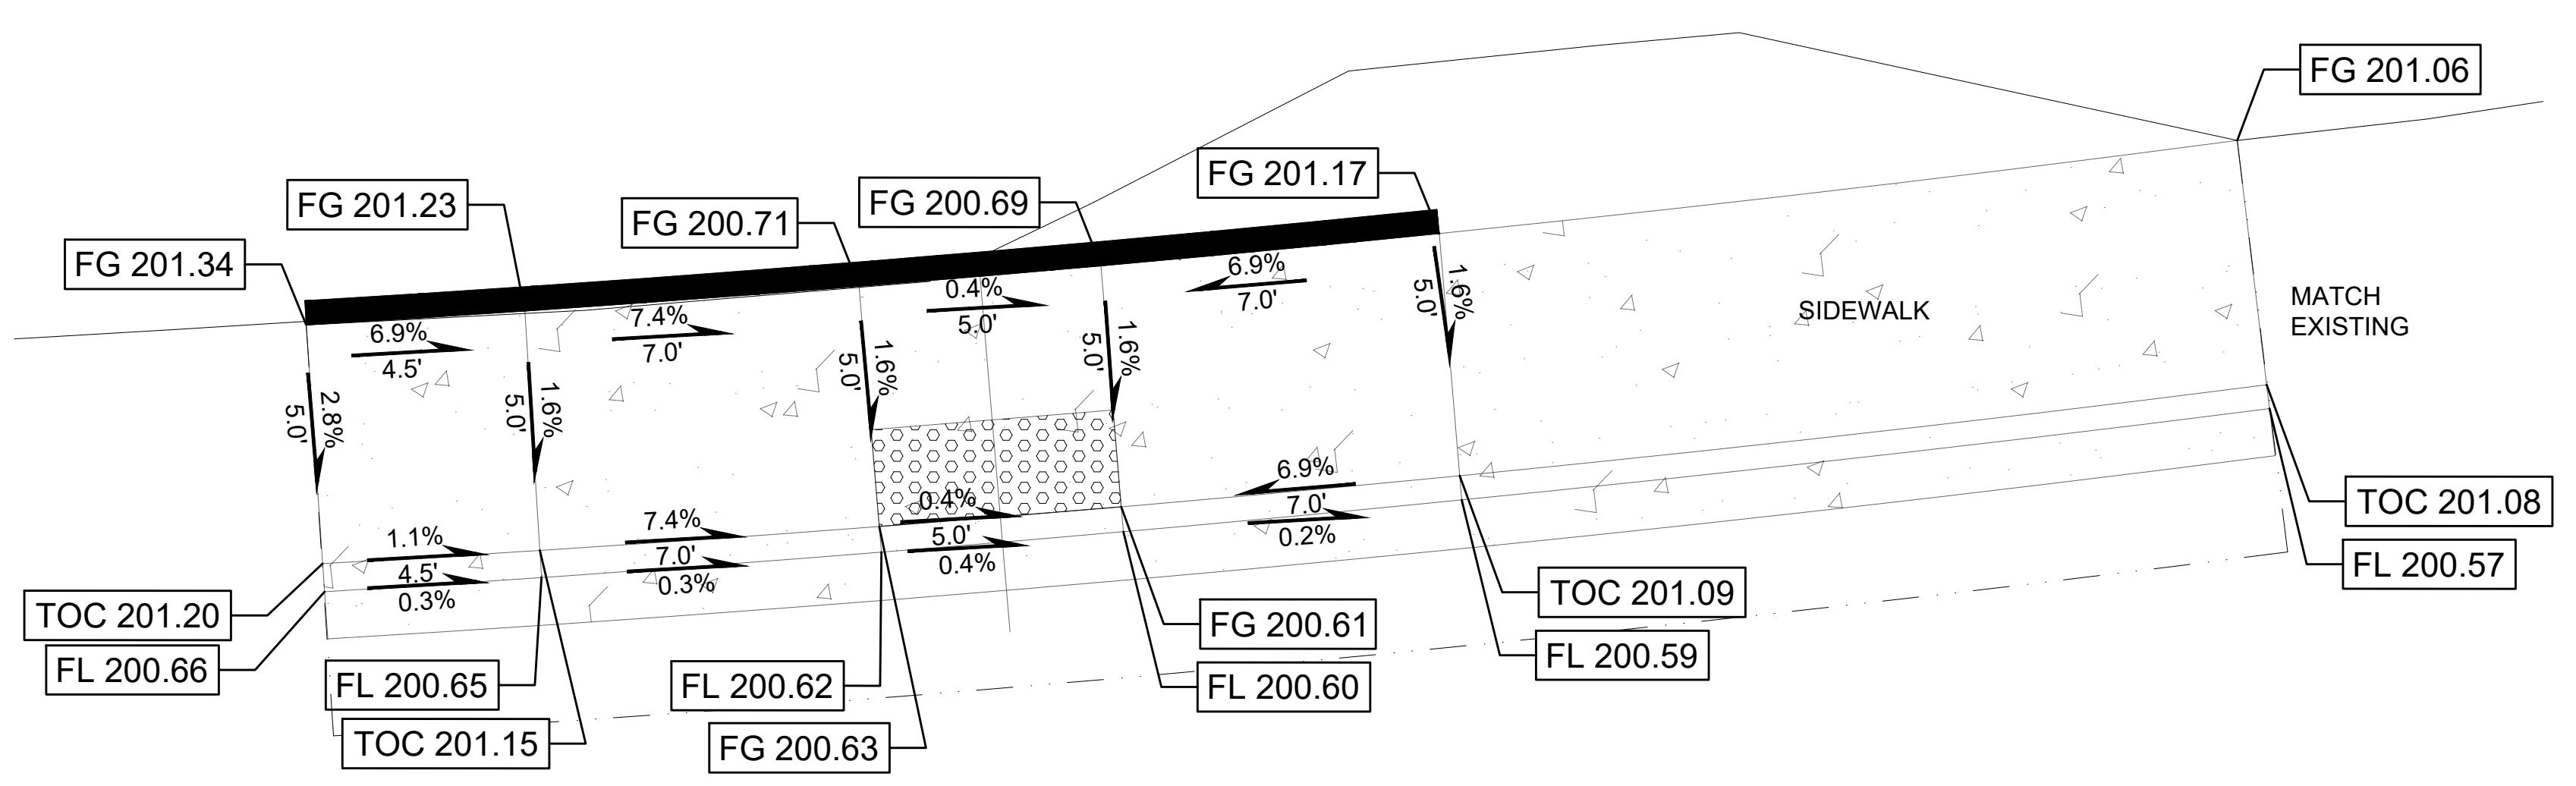 FG 201.06
FG 201.17
FG 201.23
FG 200.71
FG 200.69
FG 201.34
6.9%
4.5'
7.4%
7.0'
0.4%
5.0'
6.9%
7.0'
2.8%
5.0'
1.6%
5.0'
1.6%
5.0'
1.6%
5.0'
1.6%
5.0'
SIDEWALK
MATCH
EXISTING
1.1%
4.5'
0.3%
7.4%
7.0'
0.3%
0.4%
5.0'
0.4%
6.9%
7.0'
0.2%
TOC 201.08
FL 200.57
TOC 201.20
FL 200.66
FL 200.65
TOC 201.15
FL 200.62
FG 200.63
FG 200.61
FL 200.60
TOC 201.09
FL 200.59